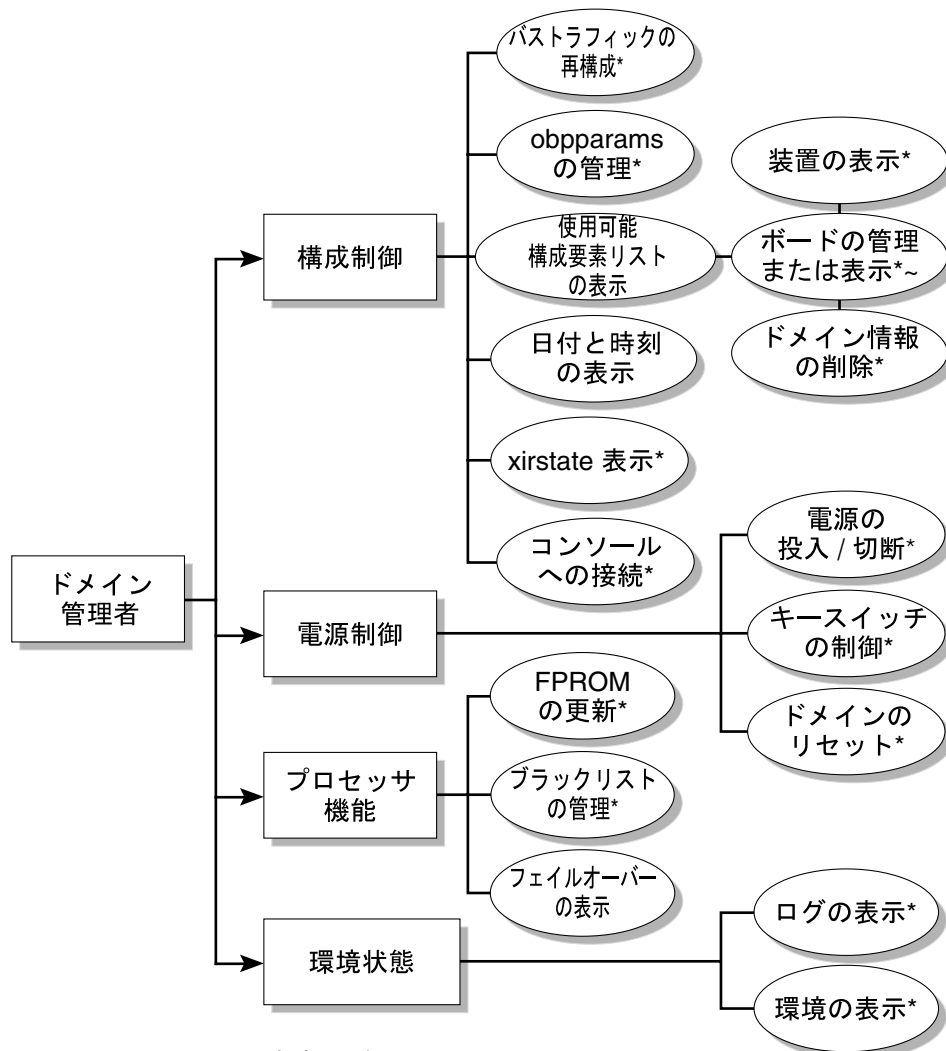 バストラフィックの
再構成*
obpparams
の管理*
装置の表示*
構成制御
使用可能
構成要素リスト
の表示
ボードの管理
または表示*~
日付と時刻
の表示
ドメイン情報
の削除*
xirstate 表示*
コンソール
への接続*
ドメイン
管理者
電源制御
電源の
投入 / 切断*
キースイッチ
の制御*
ドメインの
リセット*
プロセッサ
機能
FPROM
の更新*
ブラックリスト
の管理*
フェイルオーバー
の表示
環境状態
ログの表示*
環境の表示*